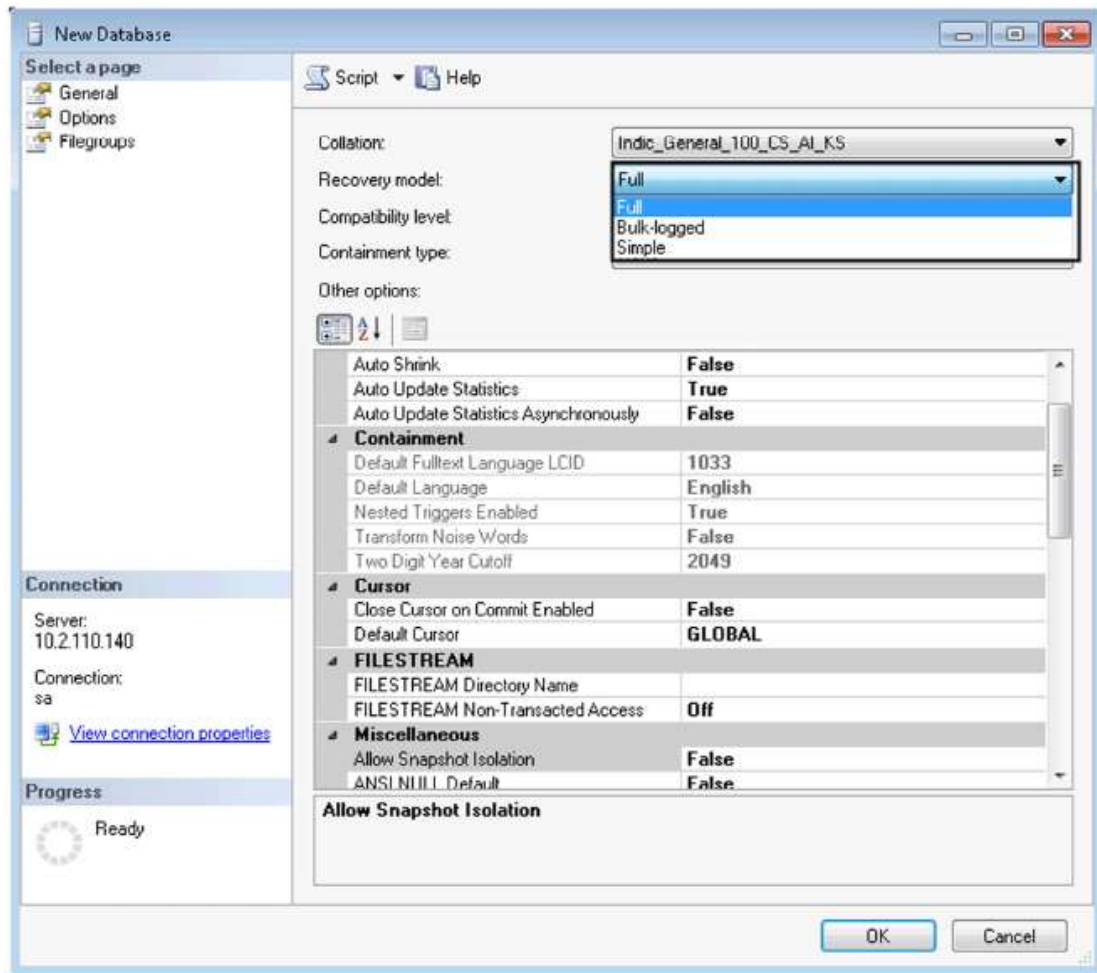 New Database
Select a page
General
Options
Filegroups
Script Help
Collation: Indic_General_100_CS_AI_KS
Recovery model: Full
Full
Compatibility level:
Bulk-logged
Containment type:
Simple
Other options:
Auto Shrink False
Auto Update Statistics True
Auto Update Statistics Asynchronously False
Containment
Default Fulltext Language LCID 1033
Default Language English
Nested Triggers Enabled True
Transform Noise Words False
Two Digit Year Cutoff 2049
Cursor
Close Cursor on Commit Enabled False
Default Cursor GLOBAL
FILESTREAM
FILESTREAM Directory Name
FILESTREAM Non-Transacted Access Off
Miscellaneous
Allow Snapshot Isolation False
ANSI NULL Default False
Allow Snapshot Isolation
Connection
Server:
10.2.110.140
Connection:
sa
View connection properties
Progress
Ready
OK Cancel